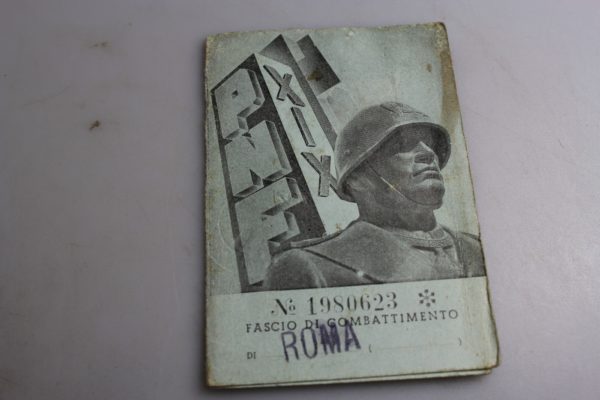 PNF
XIX
№ 1980623 *
FASCIO DI COMBATTIMENTO
DI ROMA ( )